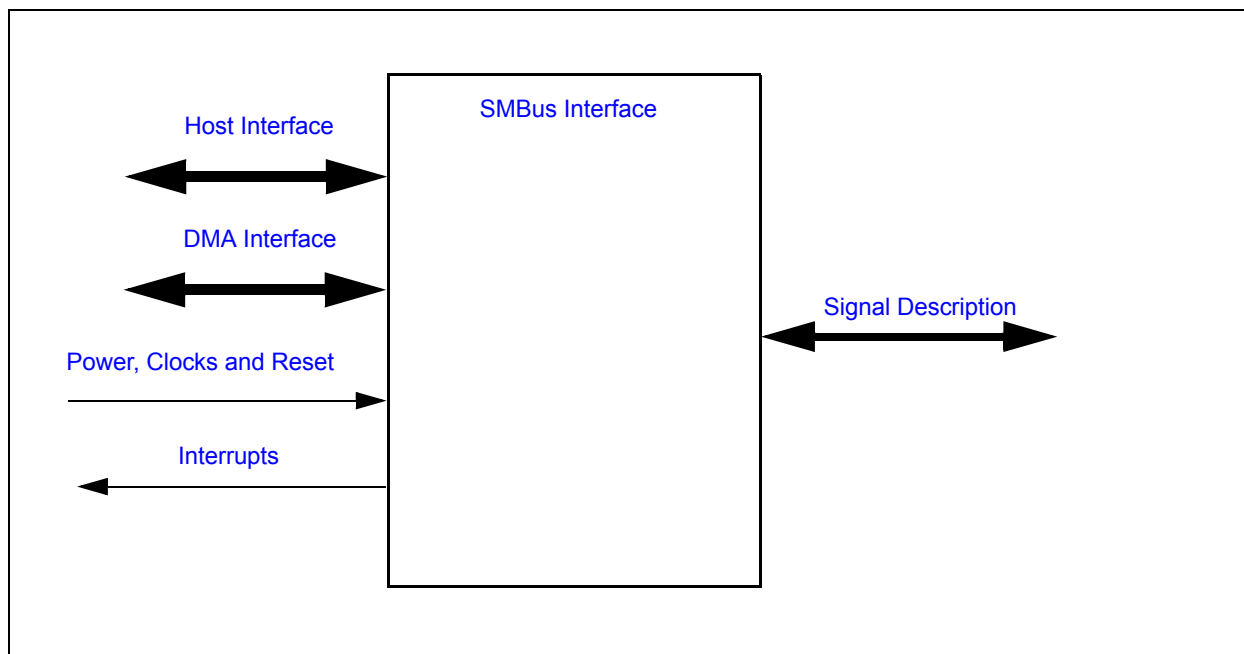 SMBus Interface
Host Interface
DMA Interface
Signal Description
Power, Clocks and Reset
Interrupts